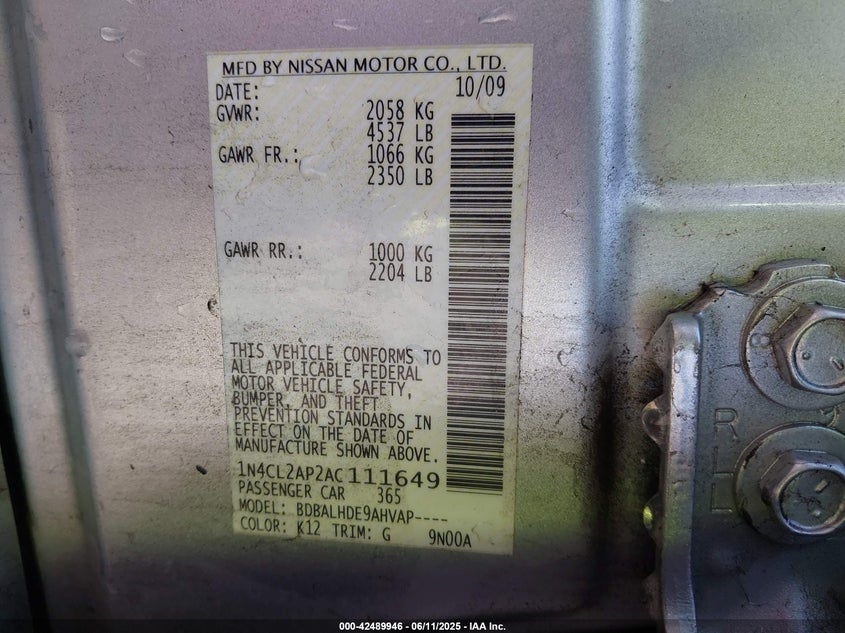 MFD BY NISSAN MOTOR CO., LTD.
DATE: 10/09
GVWR: 2058 KG
4537 LB
GAWR FR.: 1066 KG
2350 LB
GAWR RR.: 1000 KG
2204 LB
THIS VEHICLE CONFORMS TO
ALL APPLICABLE FEDERAL
MOTOR VEHICLE SAFETY,
BUMPER, AND THEFT
PREVENTION STANDARDS IN
EFFECT ON THE DATE OF
MANUFACTURE SHOWN ABOVE.
1N4CL2AP2AC111649
PASSENGER CAR 365
MODEL: BDBALHDE9AHVAP----
COLOR: K12 TRIM: G 9N00A
RLL
8
000-42489946 - 06/11/2025 - IAA Inc.